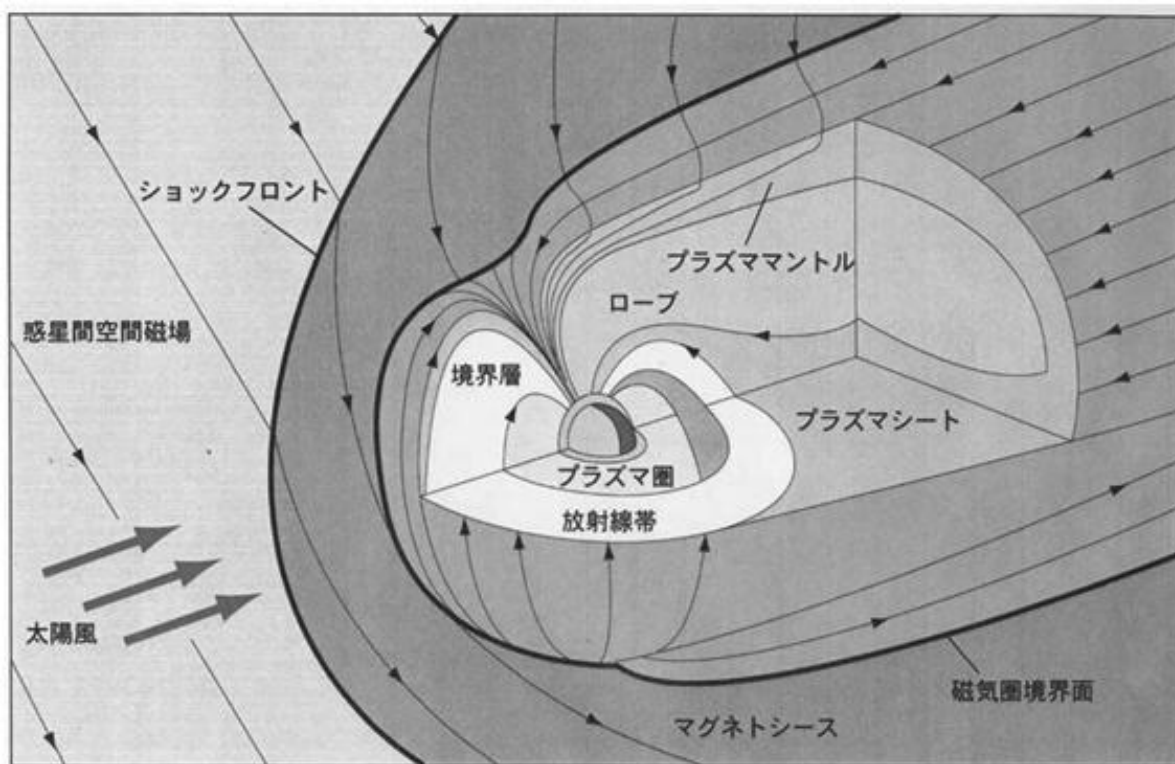 ショックフロント
プラズママントル
ローブ
惑星間空間磁場
境界層
プラズマシート
プラズマ圏
放射線帯
太陽風
磁気圏境界面
マグネトシース